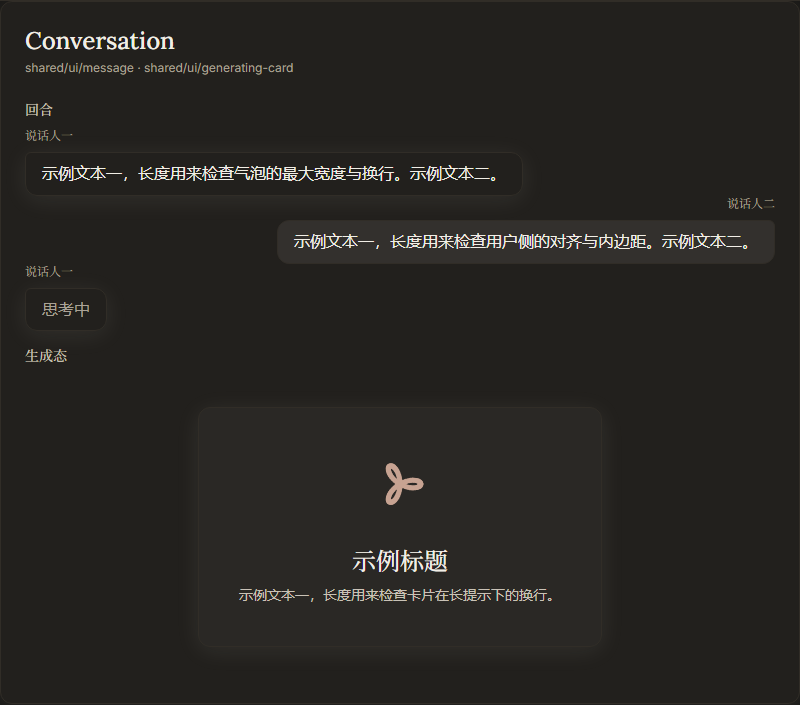 Conversation
shared/ui/message · shared/ui/generating-card
回合
说话人一
示例文本一，长度用来检查气泡的最大宽度与换行。示例文本二。
说话人二
示例文本一，长度用来检查用户侧的对齐与内边距。示例文本二。
说话人一
思考中
生成态
示例标题
示例文本一，长度用来检查卡片在长提示下的换行。